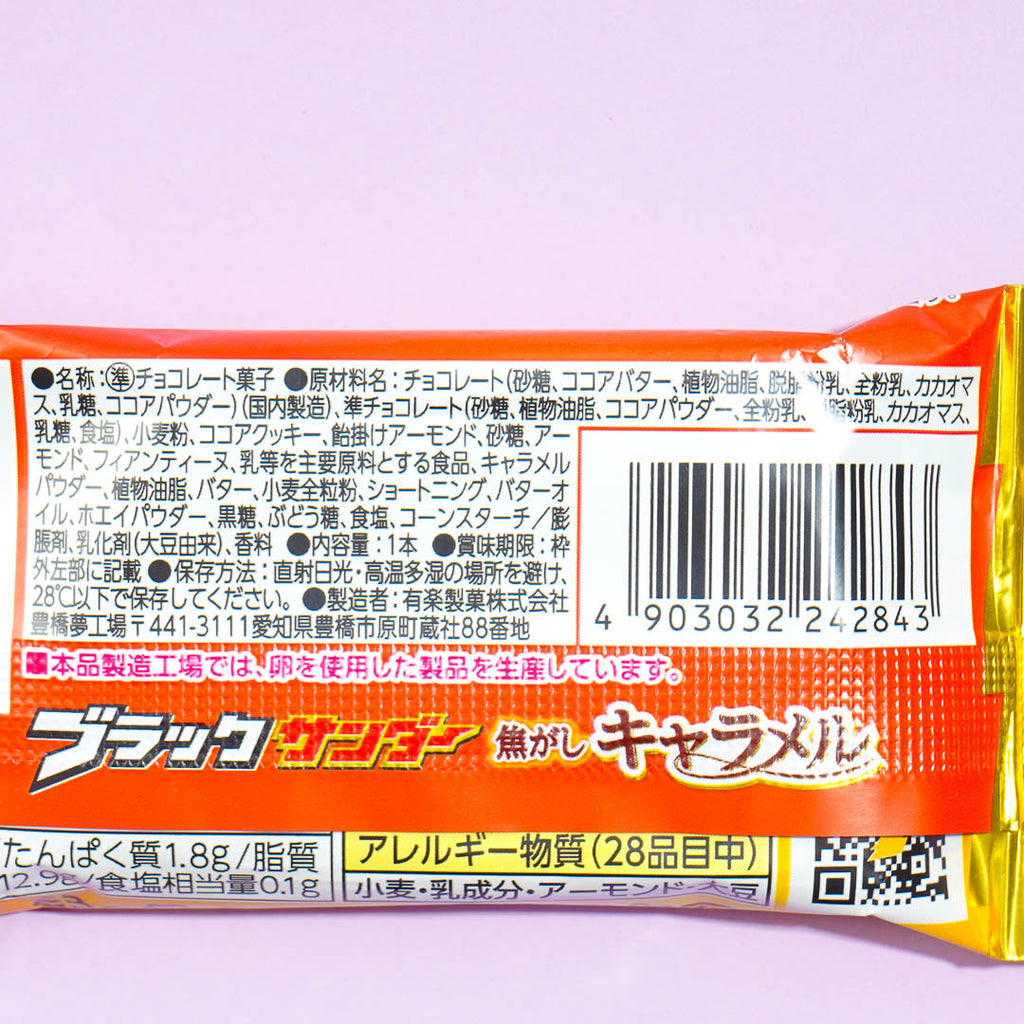 ●名称：準チョコレート菓子 ●原材料名：チョコレート(砂糖、ココアバター、植物油脂、脱脂粉乳、全粉乳、カカオマ
ス、乳糖、ココアパウダー)(国内製造)、準チョコレート(砂糖、植物油脂、ココアパウダー、全粉乳、脂粉乳、カカオマス、
乳糖、食塩)、小麦粉、ココアクッキー、飴掛けアーモンド、砂糖、アー
モンド、フィアンティーヌ、乳等を主要原料とする食品、キャラメル
パウダー、植物油脂、バター、小麦全粒粉、ショートニング、バターオ
イル、ホエイパウダー、黒糖、ぶどう糖、食塩、コーンスターチ／膨
脹剤、乳化剤(大豆由来)、香料 ●内容量：1本 ●賞味期限：枠
外左部に記載 ●保存方法：直射日光・高温多湿の場所を避け、
28℃以下で保存してください。 ●製造者：有楽製菓株式会社
豊橋夢工場〒441-3111愛知県豊橋市原町蔵社88番地
4 903032 242843
本品製造工場では、卵を使用した製品を生産しています。
ブラックサンダー 焦がしキャラメル
たんぱく質1.8g/脂質
12.9g/食塩相当量0.1g
アレルギー物質(28品目中)
小麦・乳成分・アーモンド・大豆